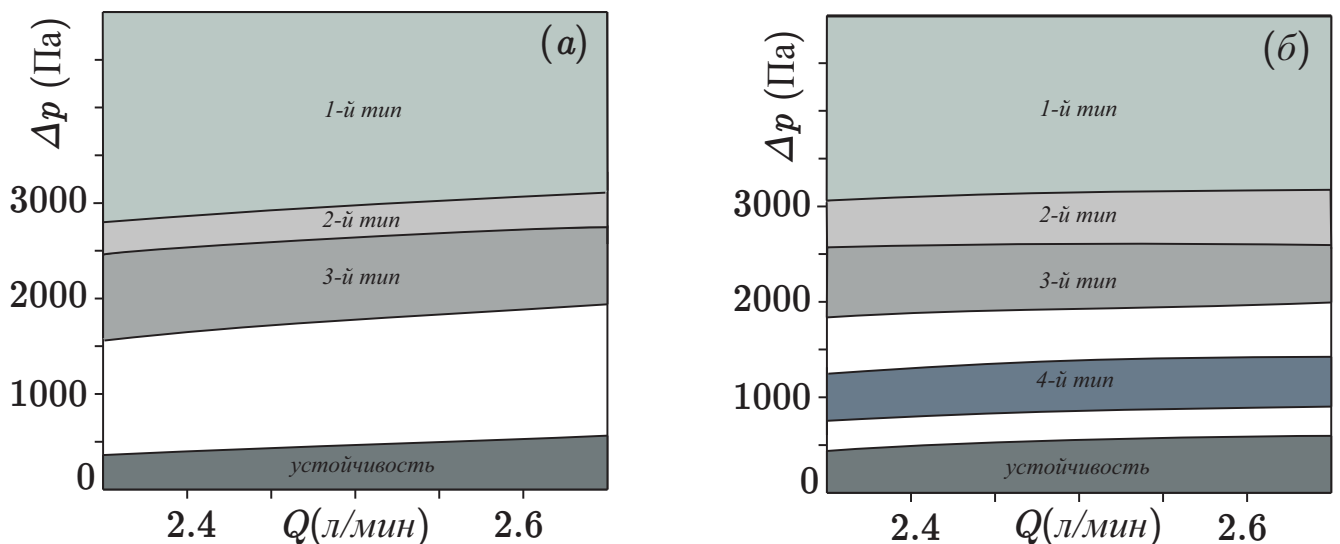 (а)
Δp (Па)
1-й тип
3000
2-й тип
3-й тип
2000
1000
устойчивость
0
2.4 Q(л/мин) 2.6
(б)
Δp (Па)
1-й тип
3000
2-й тип
3-й тип
2000
4-й тип
1000
устойчивость
0
2.4 Q(л/мин) 2.6